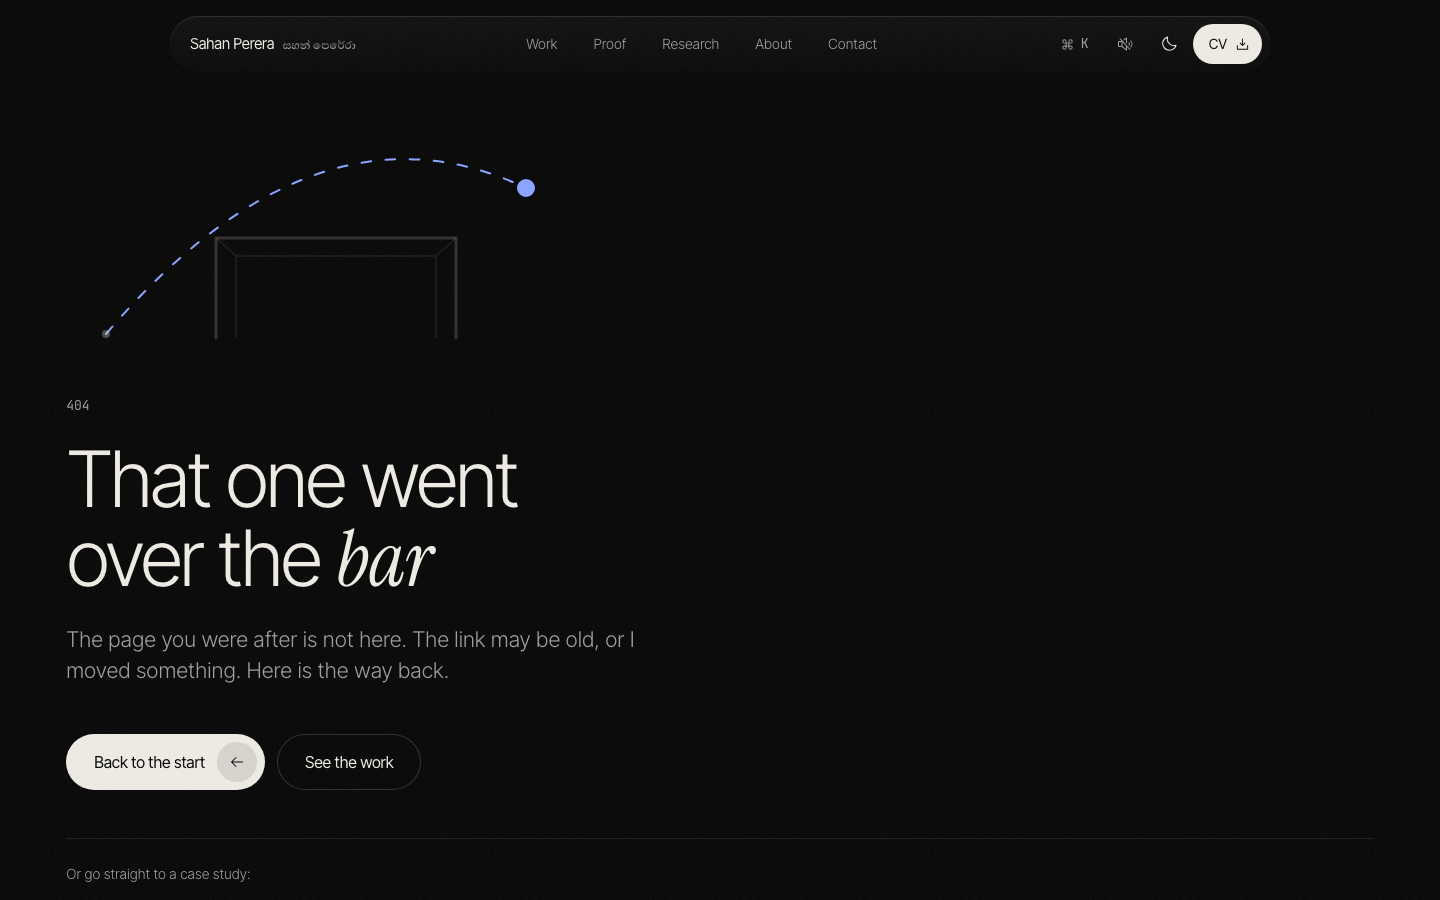 Sahan Perera සහන් පෙරේරා
Work Proof Research About Contact
⌘ K
CV
404
That one went
over the bar
The page you were after is not here. The link may be old, or I
moved something. Here is the way back.
Back to the start
See the work
Or go straight to a case study: